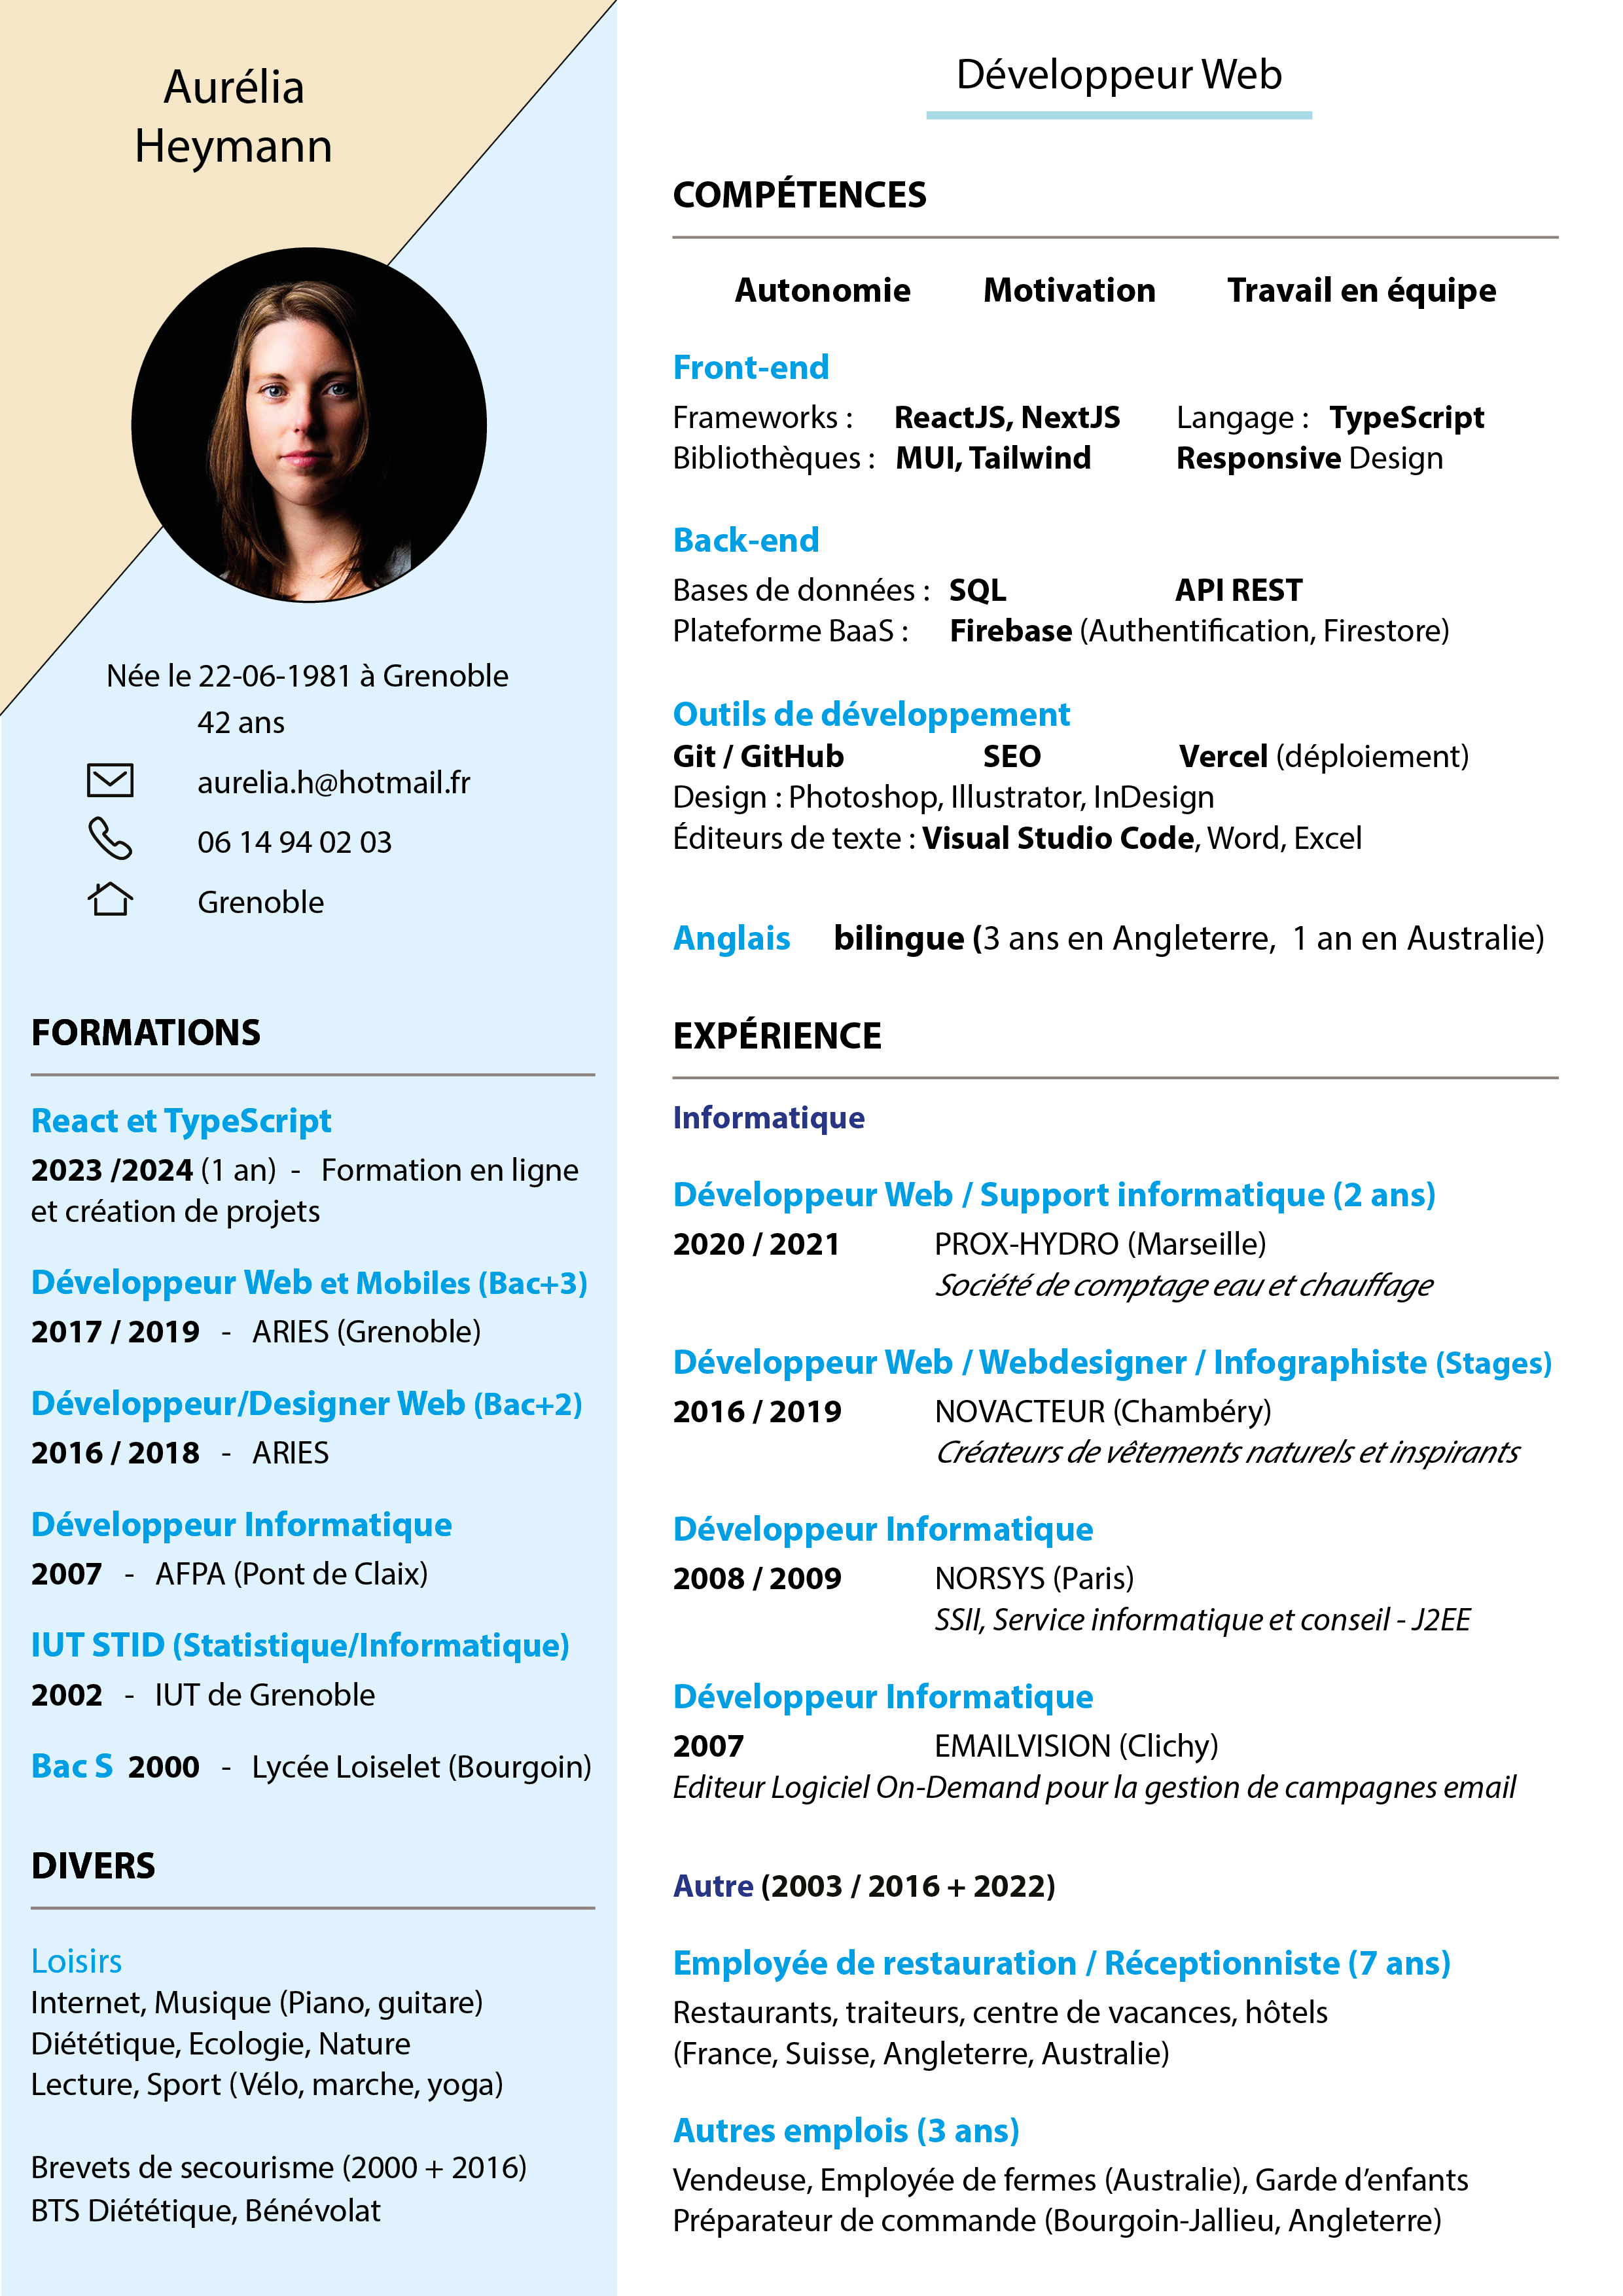 Aurélia
Heymann
Née le 22-06-1981 à Grenoble
42 ans
aurelia.h@hotmail.fr
06 14 94 02 03
Grenoble
FORMATIONS
React et TypeScript
2023 /2024 (1 an) - Formation en ligne
et création de projets
Développeur Web et Mobiles (Bac+3)
2017 / 2019 - ARIES (Grenoble)
Développeur/Designer Web (Bac+2)
2016 / 2018 - ARIES
Développeur Informatique
2007 - AFPA (Pont de Claix)
IUT STID (Statistique/Informatique)
2002 - IUT de Grenoble
Bac S 2000 - Lycée Loiselet (Bourgoin)
DIVERS
Loisirs
Internet, Musique (Piano, guitare)
Diététique, Ecologie, Nature
Lecture, Sport (Vélo, marche, yoga)
Brevets de secourisme (2000 + 2016)
BTS Diététique, Bénévolat
Développeur Web
COMPÉTENCES
Autonomie Motivation Travail en équipe
Front-end
Frameworks : ReactJS, NextJS Langage : TypeScript
Bibliothèques : MUI, Tailwind Responsive Design
Back-end
Bases de données : SQL API REST
Plateforme BaaS : Firebase (Authentification, Firestore)
Outils de développement
Git / GitHub SEO Vercel (déploiement)
Design : Photoshop, Illustrator, InDesign
Éditeurs de texte : Visual Studio Code, Word, Excel
Anglais bilingue (3 ans en Angleterre, 1 an en Australie)
EXPÉRIENCE
Informatique
Développeur Web / Support informatique (2 ans)
2020 / 2021 PROX-HYDRO (Marseille)
Société de comptage eau et chauffage
Développeur Web / Webdesigner / Infographiste (Stages)
2016 / 2019 NOVACTEUR (Chambéry)
Créateurs de vêtements naturels et inspirants
Développeur Informatique
2008 / 2009 NORSYS (Paris)
SSII, Service informatique et conseil - J2EE
Développeur Informatique
2007 EMAILVISION (Clichy)
Editeur Logiciel On-Demand pour la gestion de campagnes email
Autre (2003 / 2016 + 2022)
Employée de restauration / Réceptionniste (7 ans)
Restaurants, traiteurs, centre de vacances, hôtels
(France, Suisse, Angleterre, Australie)
Autres emplois (3 ans)
Vendeuse, Employée de fermes (Australie), Garde d'enfants
Préparateur de commande (Bourgoin-Jallieu, Angleterre)